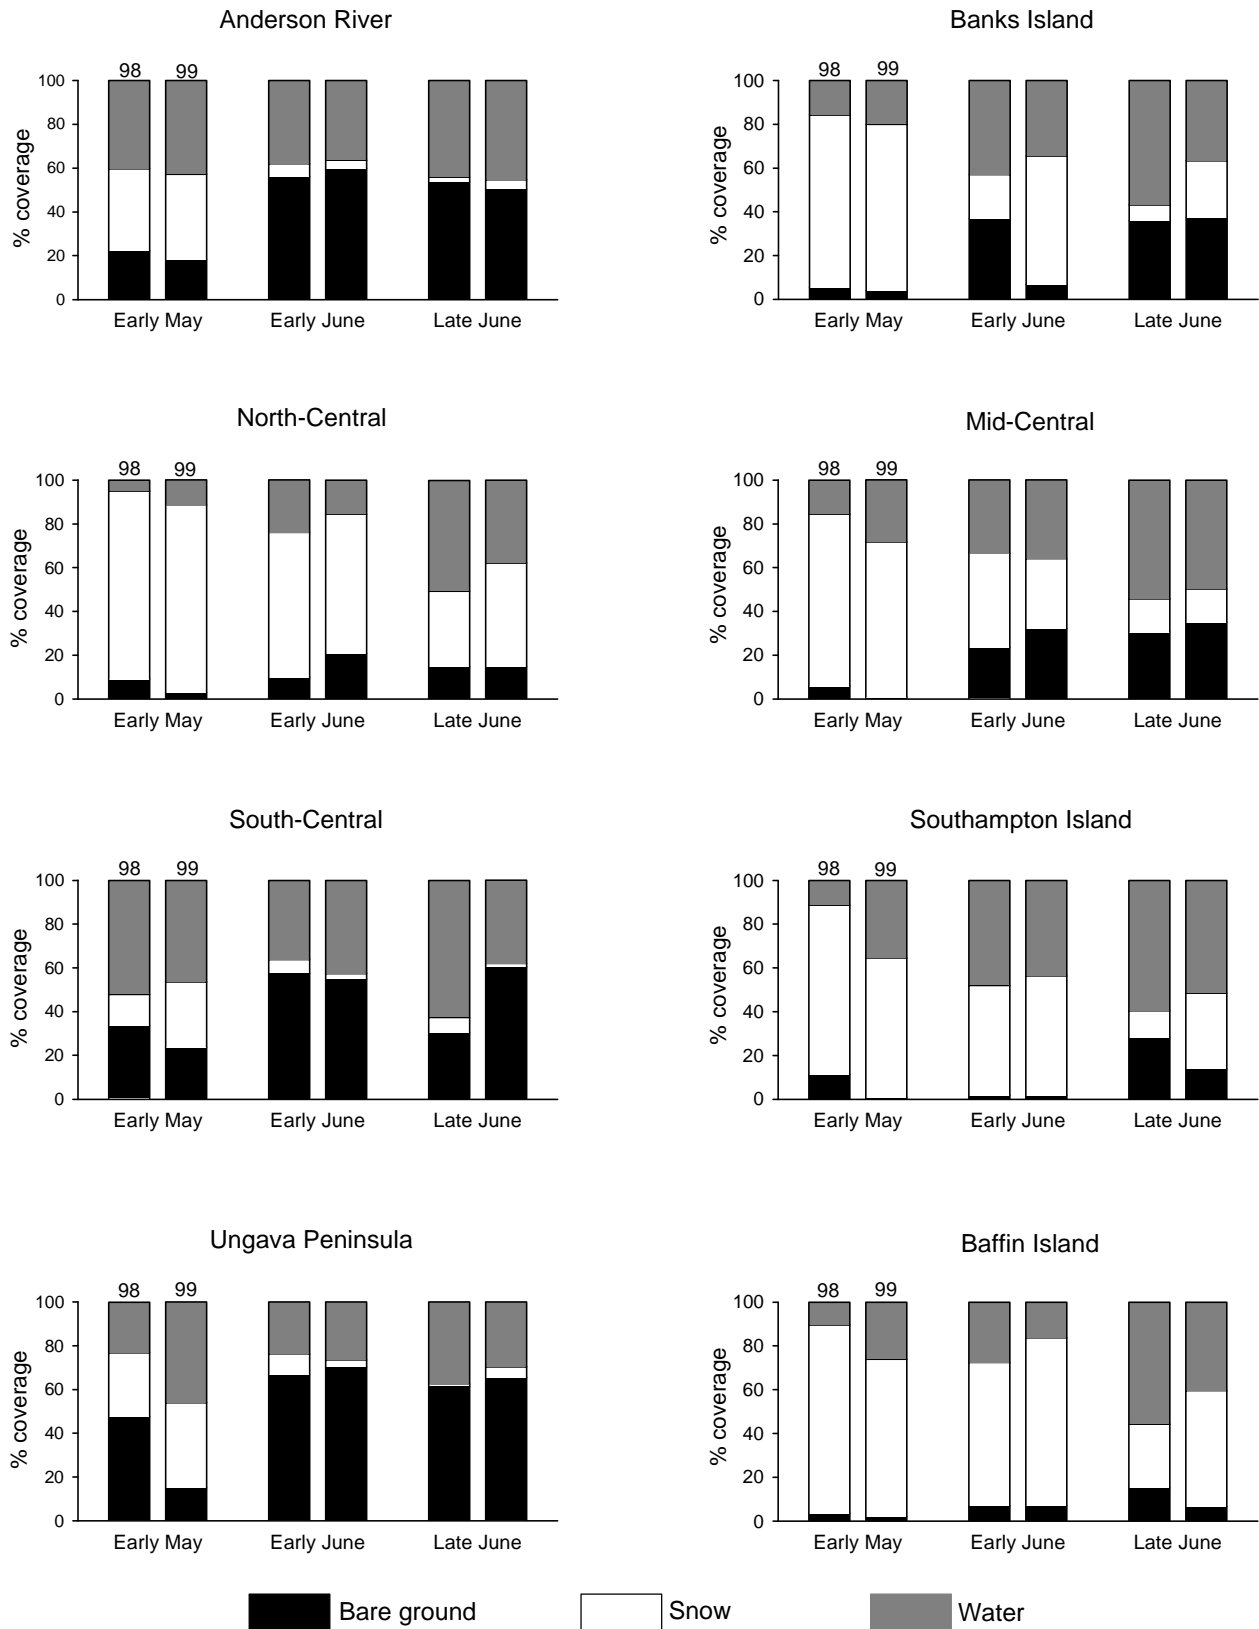 Anderson River
98 99
100
80
60
40
20
0
% coverage
Early May Early June Late June
Banks Island
98 99
100
80
60
40
20
0
% coverage
Early May Early June Late June
North-Central
98 99
100
80
60
40
20
0
% coverage
Early May Early June Late June
Mid-Central
98 99
100
80
60
40
20
0
% coverage
Early May Early June Late June
South-Central
98 99
100
80
60
40
20
0
% coverage
Early May Early June Late June
Southampton Island
98 99
100
80
60
40
20
0
% coverage
Early May Early June Late June
Ungava Peninsula
98 99
100
80
60
40
20
0
% coverage
Early May Early June Late June
Baffin Island
98 99
100
80
60
40
20
0
% coverage
Early May Early June Late June
Bare ground Snow Water